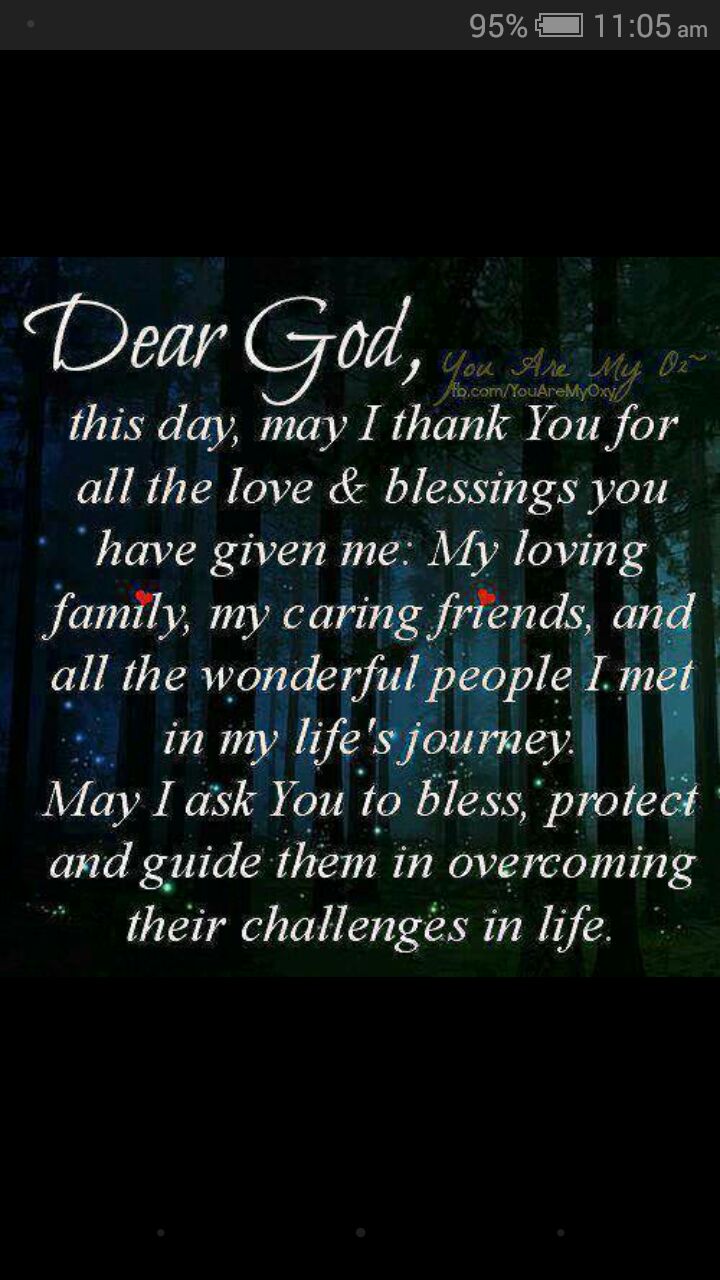 95% 11:05 am
Dear God,
You Are My O2~
fb.com/YouAreMyOxy
this day, may I thank You for
all the love & blessings you
have given me: My loving
family, my caring friends, and
all the wonderful people I met
in my life's journey.
May I ask You to bless, protect
and guide them in overcoming
their challenges in life.